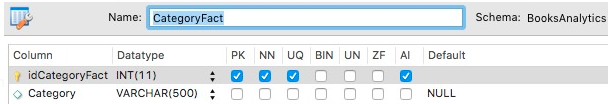 Name: CategoryFact Schema: BooksAnalytics
Column Datatype PK NN UQ BIN UN ZF AI Default
idCategoryFact INT(11)
Category VARCHAR(500) NULL